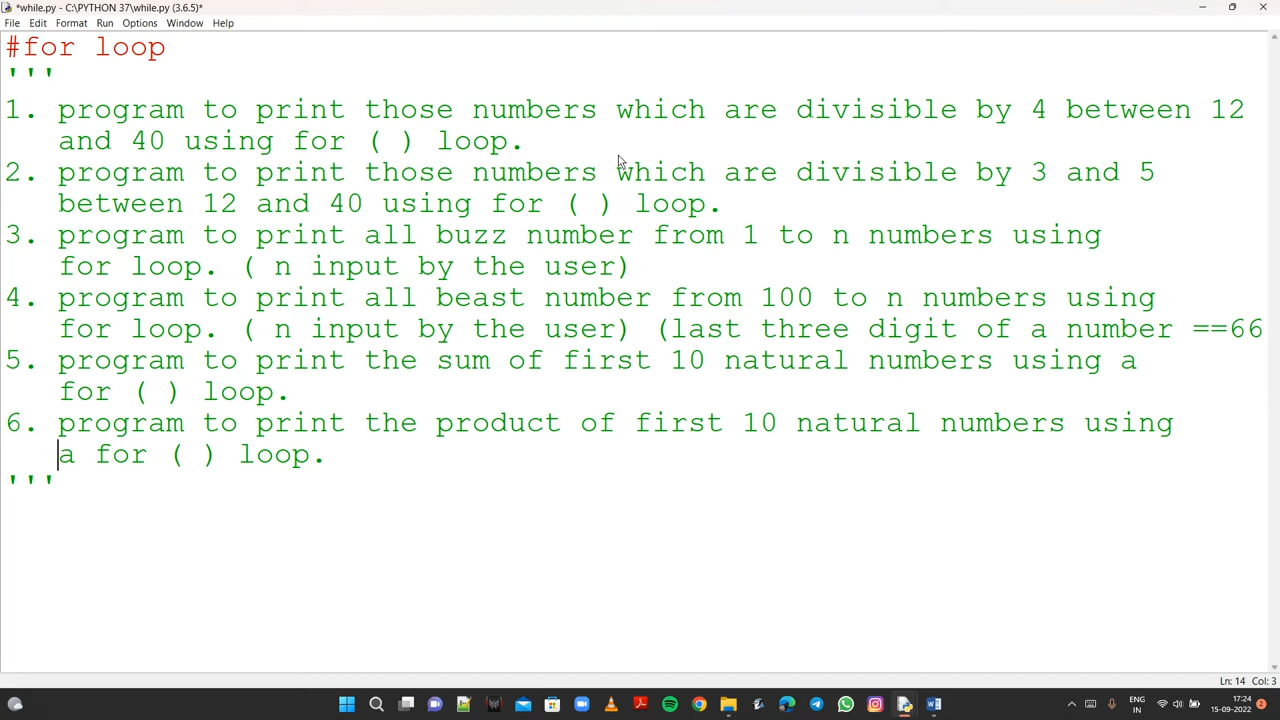 *while.py - C:\PYTHON 37\while.py (3.6.5)*
File Edit Format Run Options Window Help
#for loop
'''
1. program to print those numbers which are divisible by 4 between 12
and 40 using for ( ) loop.
2. program to print those numbers which are divisible by 3 and 5
between 12 and 40 using for ( ) loop.
3. program to print all buzz number from 1 to n numbers using
for loop. ( n input by the user)
4. program to print all beast number from 100 to n numbers using
for loop. ( n input by the user) (last three digit of a number ==66
5. program to print the sum of first 10 natural numbers using a
for ( ) loop.
6. program to print the product of first 10 natural numbers using
a for ( ) loop.
'''
Ln: 14 Col: 3
ENG
IN
17:24
15-09-2022
2